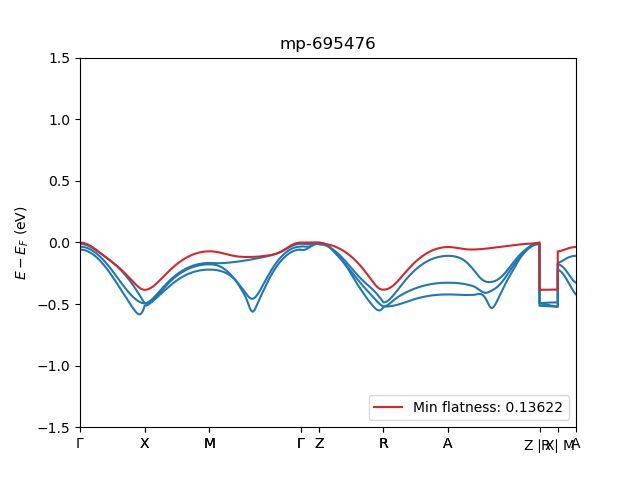 mp-695476
E − E_F (eV)
1.5
1.0
0.5
0.0
−0.5
−1.0
−1.5
Min flatness: 0.13622
Γ X M Γ Z R A Z | R X | M A